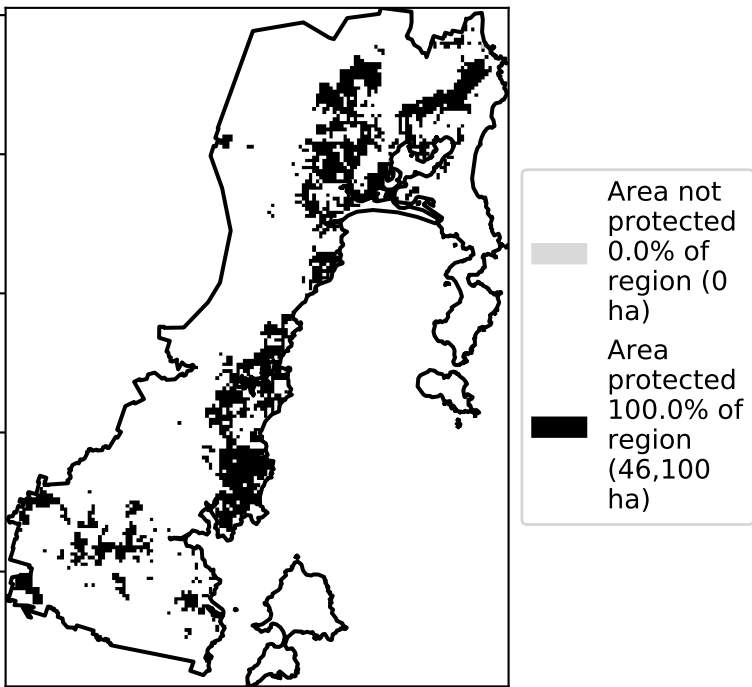 Area not
protected
0.0% of
region (0
ha)
Area
protected
100.0% of
region
(46,100
ha)